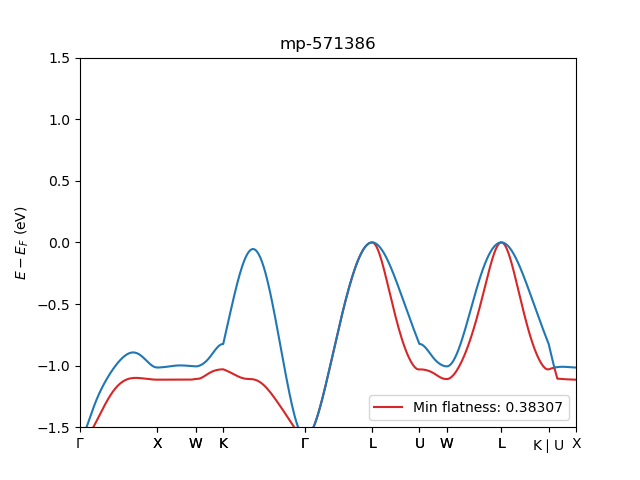 mp-571386
E − E_F (eV)
1.5
1.0
0.5
0.0
−0.5
−1.0
−1.5
Min flatness: 0.38307
Γ X W K Γ L U W L K | U X